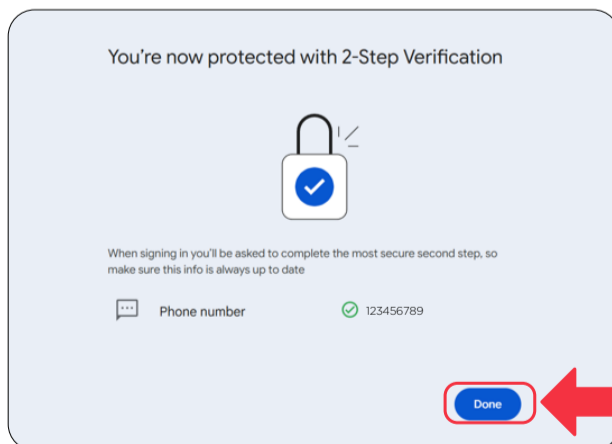 You're now protected with 2-Step Verification
When signing in you'll be asked to complete the most secure second step, so
make sure this info is always up to date
Phone number 123456789
Done